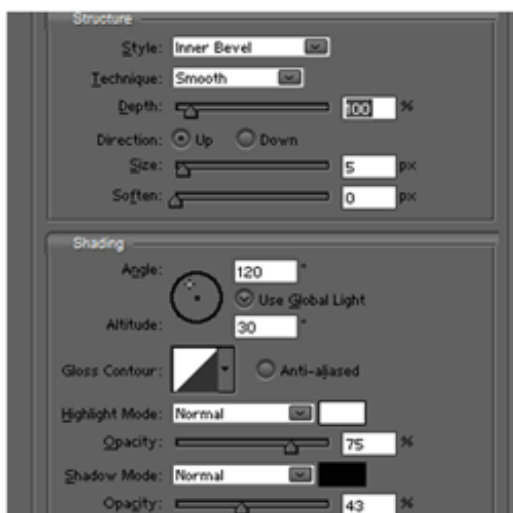 Structure
Style: Inner Bevel
Technique: Smooth
Depth: 100 %
Direction: Up Down
Size: 5 px
Soften: 0 px
Shading
Angle: 120 °
Use Global Light
Altitude: 30 °
Gloss Contour: Anti-aliased
Highlight Mode: Normal
Opacity: 75 %
Shadow Mode: Normal
Opacity: 43 %